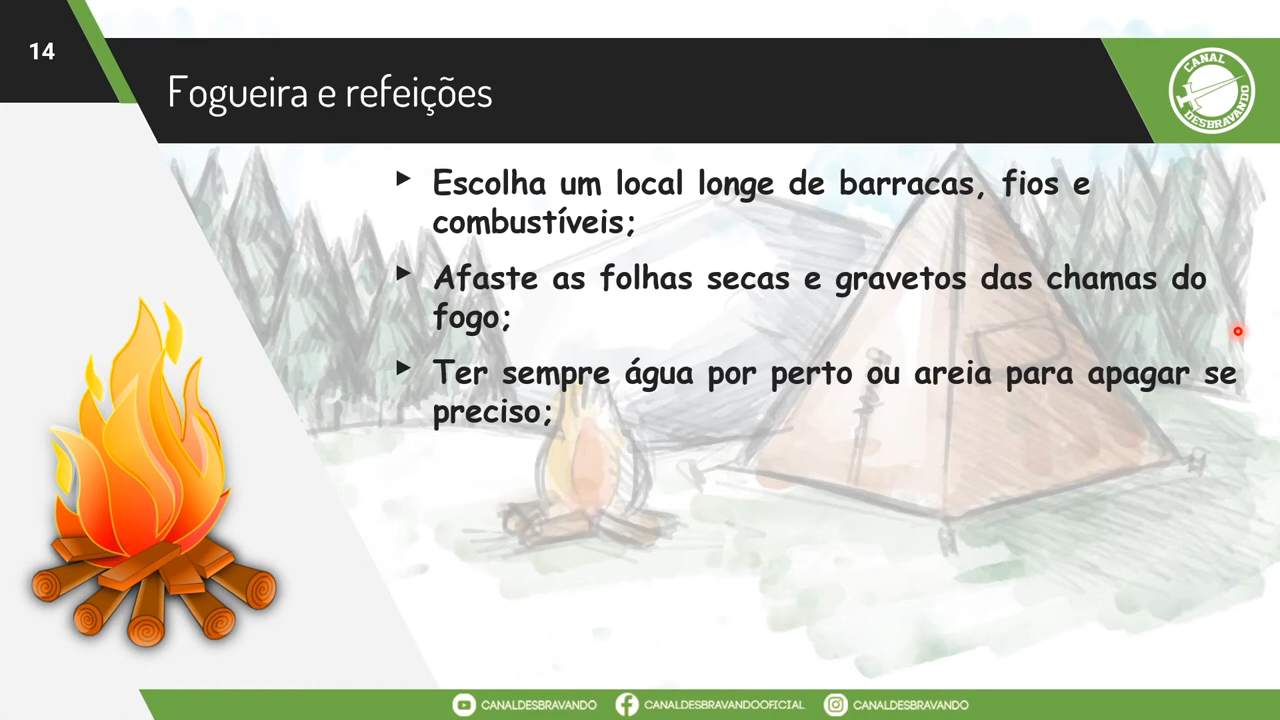 14
Fogueira e refeições
CANAL
DESBRAVANDO
Escolha um local longe de barracas, fios e
combustíveis;
Afaste as folhas secas e gravetos das chamas do
fogo;
Ter sempre água por perto ou areia para apagar se
preciso;
CANALDESBRAVANDO
CANALDESBRAVANDOOFICIAL
CANALDESBRAVANDO